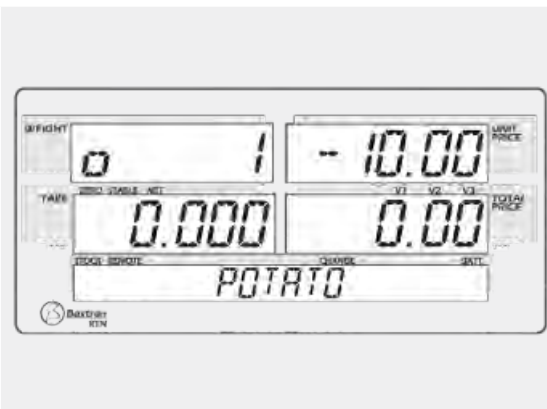 WEIGHT
o 1
-10.00
UNIT PRICE
ZERO STABLE NET
V1 V2 V3
TARE
0.000
0.00
TOTAL PRICE
STOCK REMOTE
CHANGE
BATT
POTATO
Baxtran
RTN